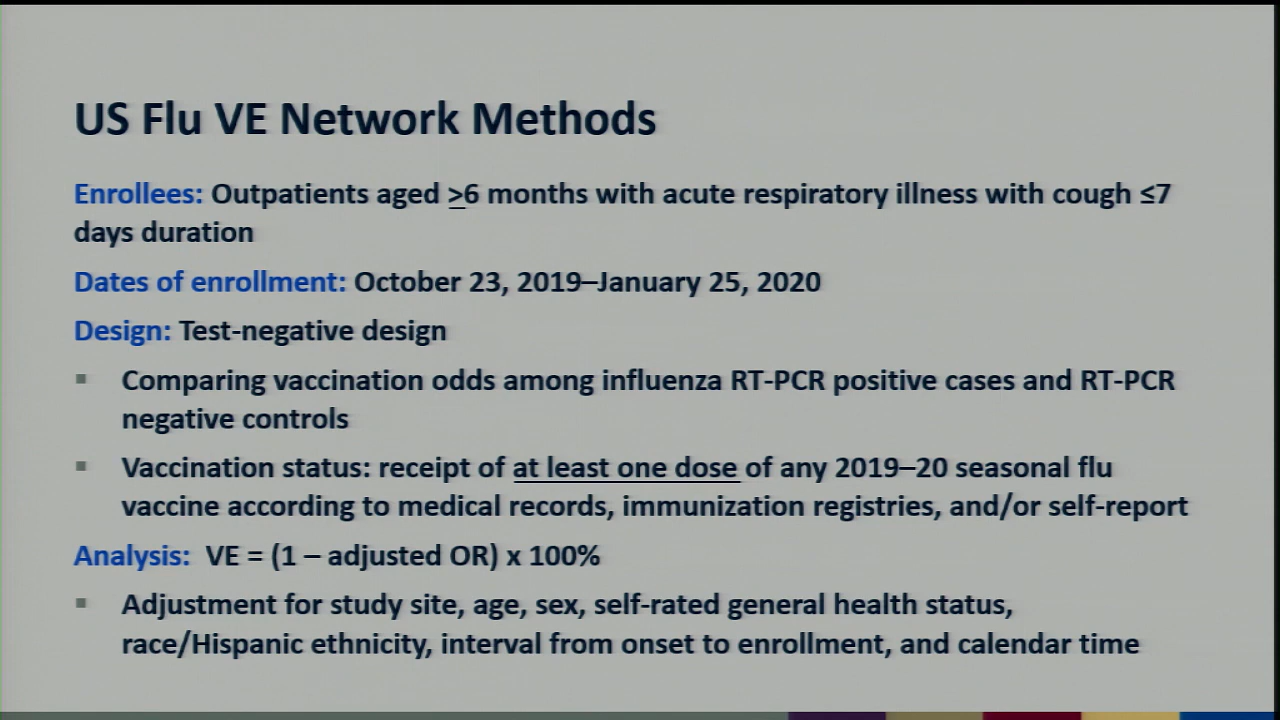 US Flu VE Network Methods
Enrollees: Outpatients aged >6 months with acute respiratory illness with cough ≤7
days duration
Dates of enrollment: October 23, 2019–January 25, 2020
Design: Test-negative design
▪ Comparing vaccination odds among influenza RT-PCR positive cases and RT-PCR
negative controls
▪ Vaccination status: receipt of at least one dose of any 2019–20 seasonal flu
vaccine according to medical records, immunization registries, and/or self-report
Analysis: VE = (1 – adjusted OR) x 100%
▪ Adjustment for study site, age, sex, self-rated general health status,
race/Hispanic ethnicity, interval from onset to enrollment, and calendar time